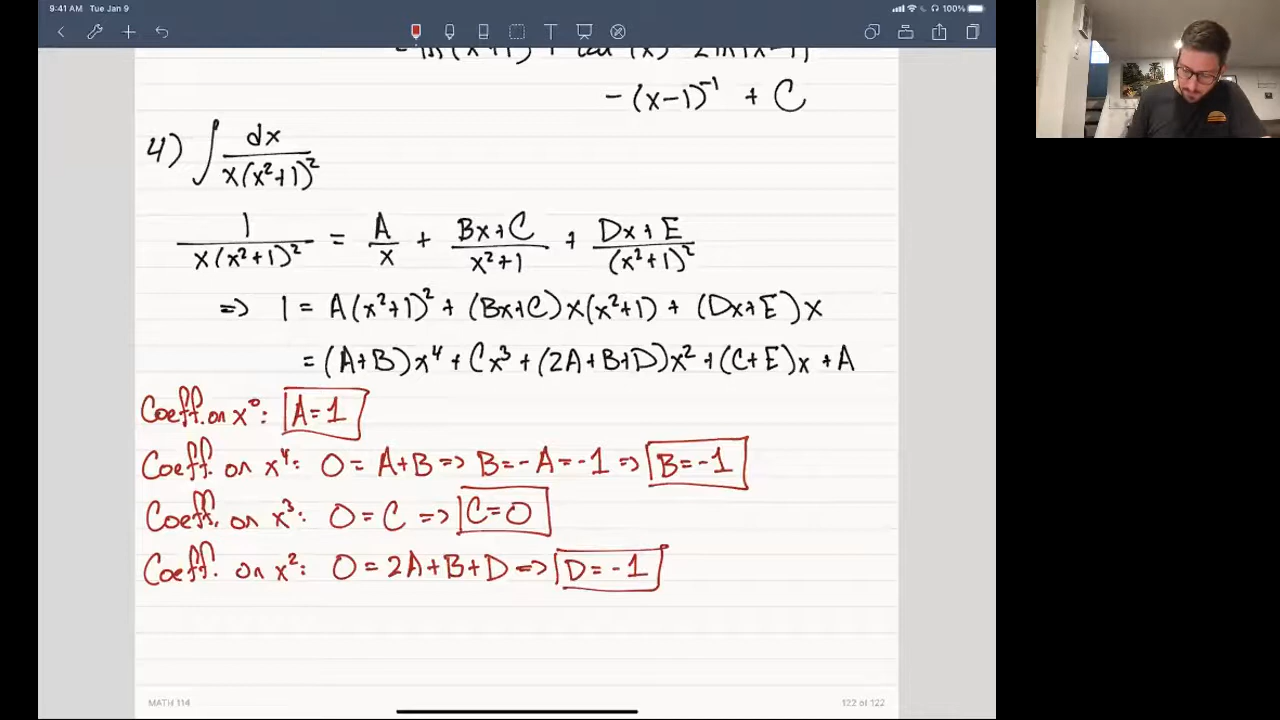 9:41 AM Tue Jan 9
100%
- (x-1)⁻¹ + C
4) ∫ dx / x(x²+1)²
1 / x(x²+1)² = A/x + Bx+C / x²+1 + Dx+E / (x²+1)²
=> 1 = A(x²+1)² + (Bx+C)x(x²+1) + (Dx+E)x
= (A+B)x⁴ + Cx³ + (2A+B+D)x² + (C+E)x + A
Coeff. on x⁰: A=1
Coeff on x⁴: 0 = A+B => B=-A=-1 => B=-1
Coeff. on x³: 0 = C => C=0
Coeff. on x²: 0 = 2A+B+D => D=-1
MATH 114
122 of 122